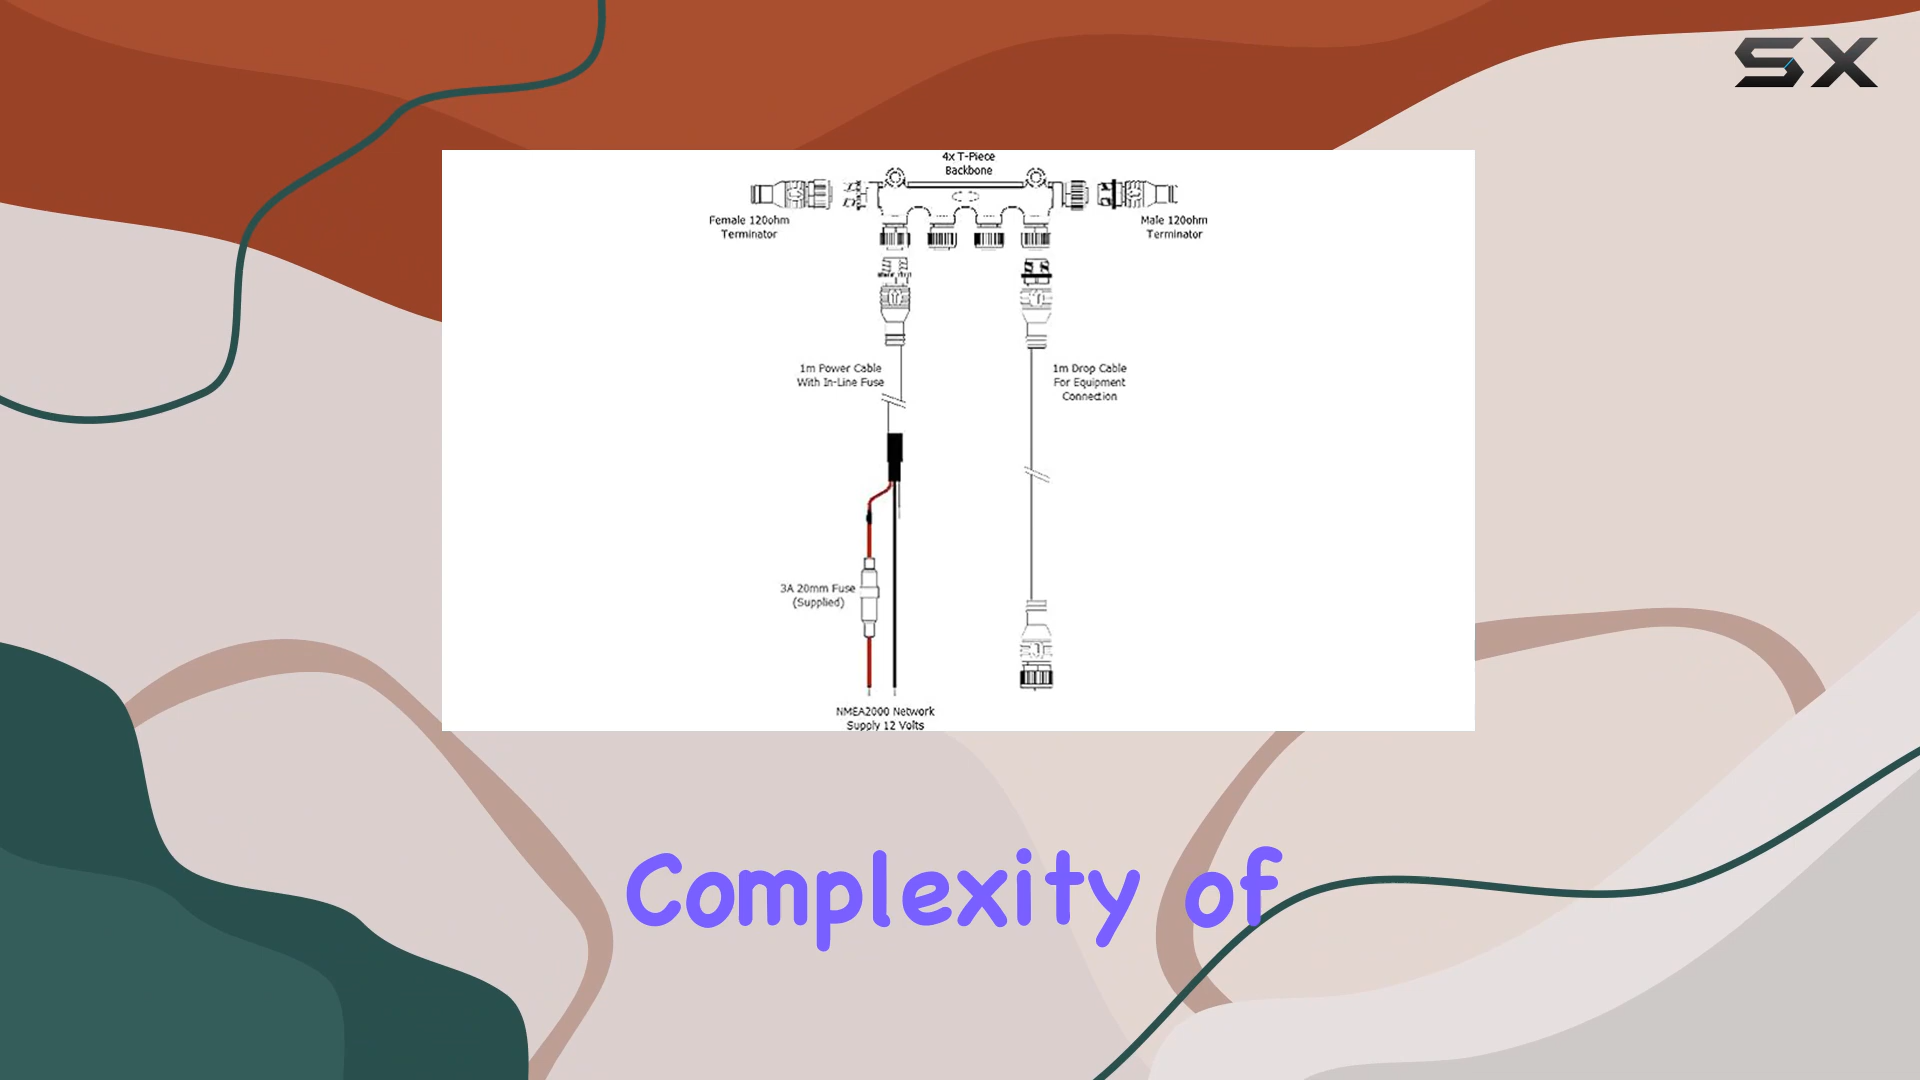 SX
4x T-Piece
Backbone
Female 120ohm
Terminator
Male 120ohm
Terminator
1m Power Cable
With In-Line Fuse
1m Drop Cable
For Equipment
Connection
3A 20mm Fuse
(Supplied)
NMEA2000 Network
Supply 12 Volts
Complexity of